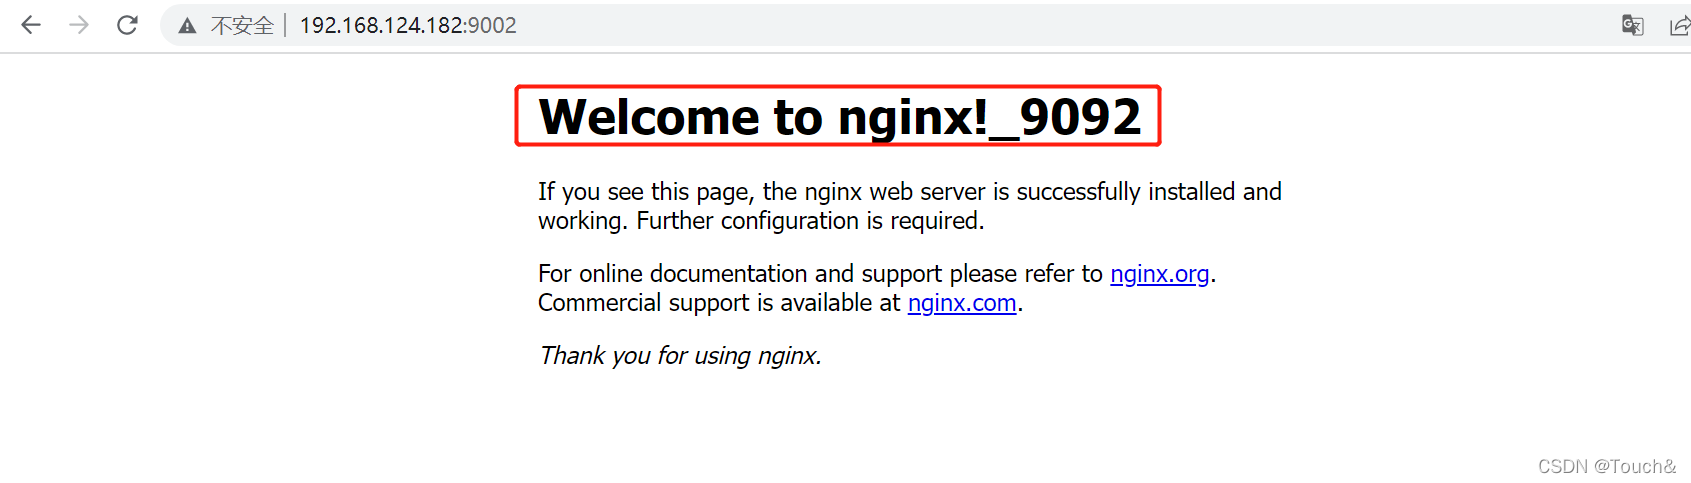 不安全 192.168.124.182:9002
Welcome to nginx!_9092
If you see this page, the nginx web server is successfully installed and
working. Further configuration is required.
For online documentation and support please refer to nginx.org.
Commercial support is available at nginx.com.
Thank you for using nginx.
CSDN @Touch&